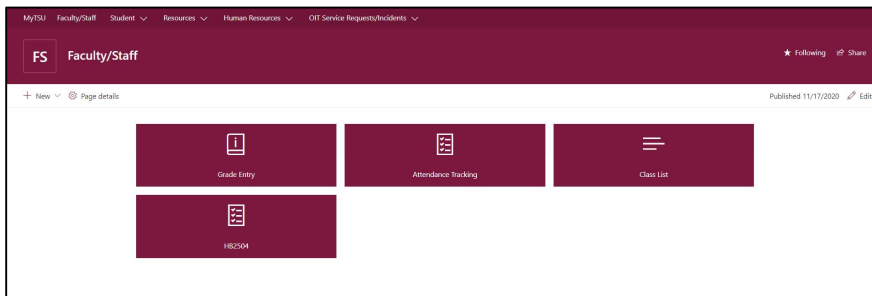 MyTSU Faculty/Staff Student Resources Human Resources OIT Service Requests/Incidents
FS Faculty/Staff
Following Share
New Page details
Published 11/17/2020 Edit
Grade Entry
Attendance Tracking
Class List
HB2504